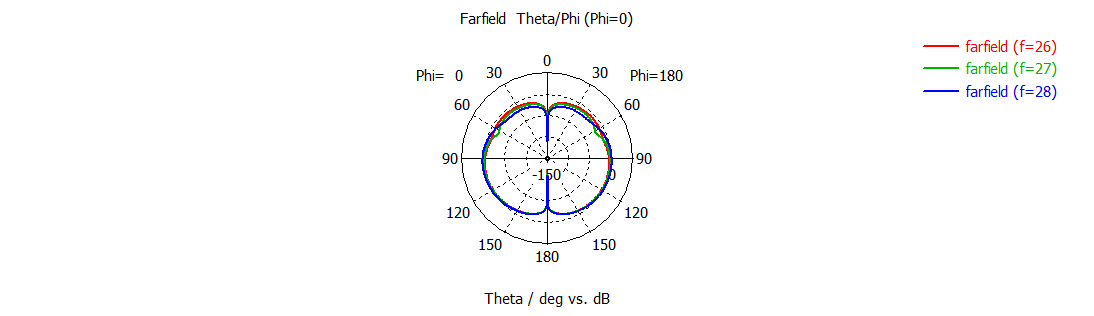 Farfield Theta/Phi (Phi=0)
farfield (f=26)
farfield (f=27)
farfield (f=28)
0
Phi= 0 30 30 Phi=180
60 60
90 -150 0 90
120 120
150 150
180
Theta / deg vs. dB